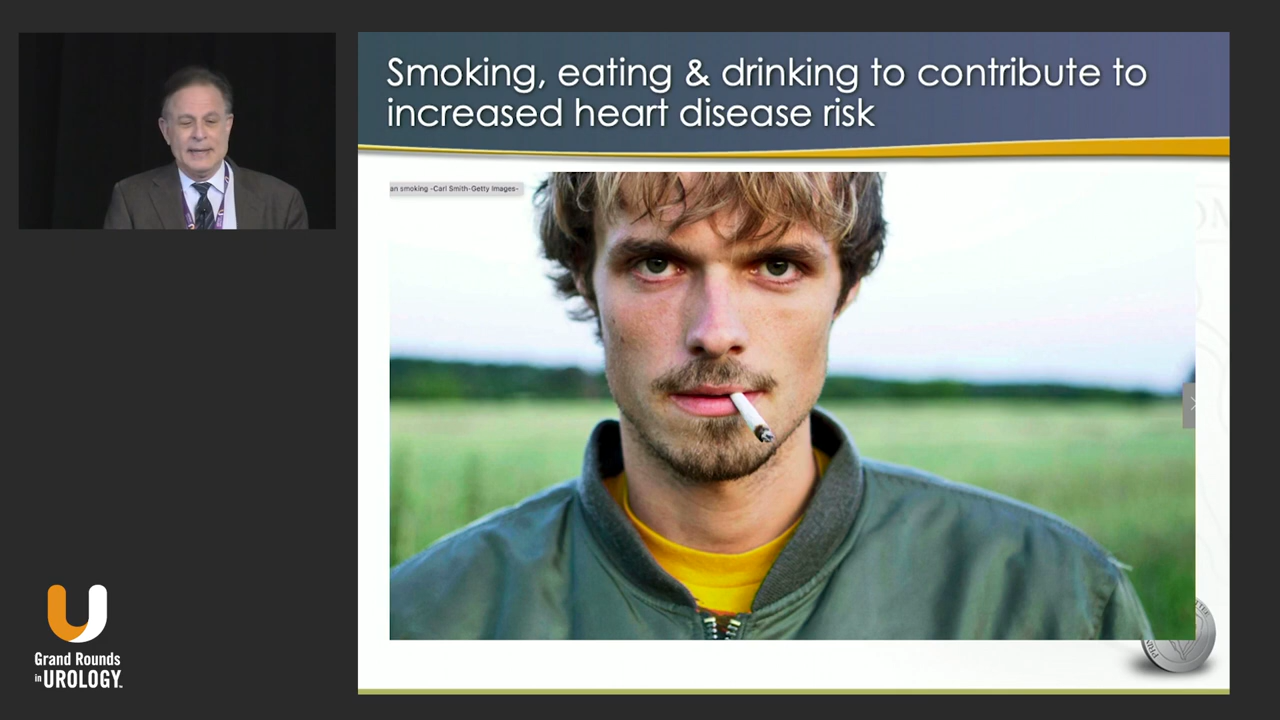 Smoking, eating & drinking to contribute to
increased heart disease risk
an smoking -Carl Smith-Getty Images-
Grand Rounds
in UROLOGY™